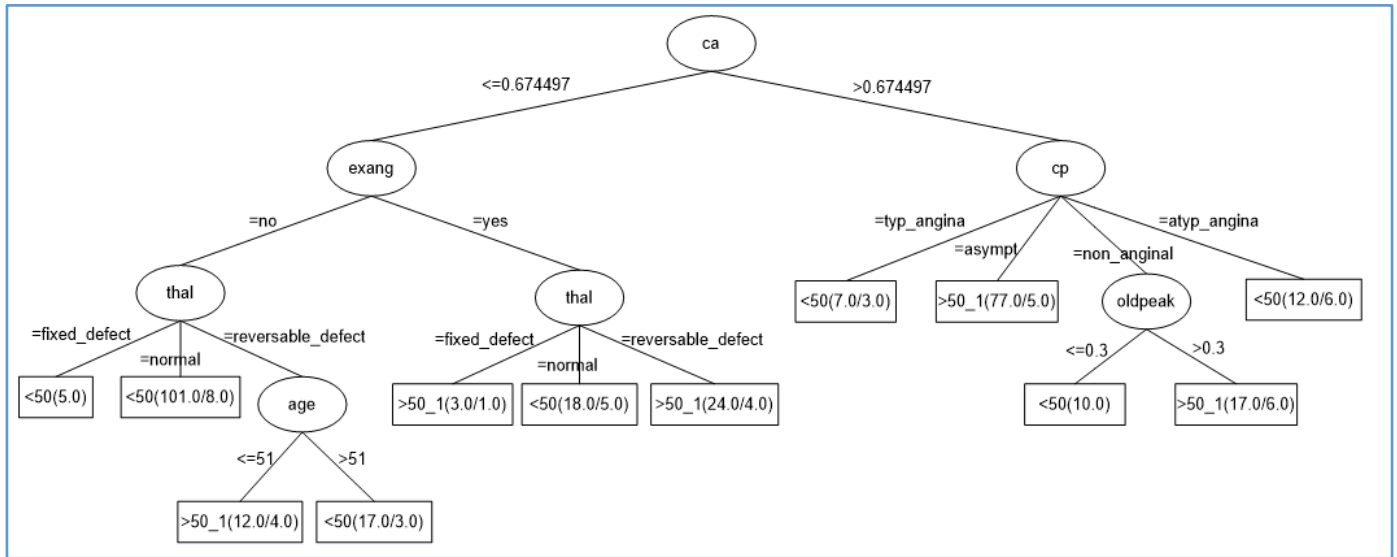 ca
<=0.674497
>0.674497
exang
cp
=no
=yes
=typ_angina
=asympt
=non_anginal
=atyp_angina
thal
thal
<50(7.0/3.0)
>50_1(77.0/5.0)
oldpeak
<50(12.0/6.0)
=fixed_defect
=normal
=reversable_defect
=fixed_defect
=normal
=reversable_defect
<=0.3
>0.3
<50(5.0)
<50(101.0/8.0)
age
>50_1(3.0/1.0)
<50(18.0/5.0)
>50_1(24.0/4.0)
<50(10.0)
>50_1(17.0/6.0)
<=51
>51
>50_1(12.0/4.0)
<50(17.0/3.0)